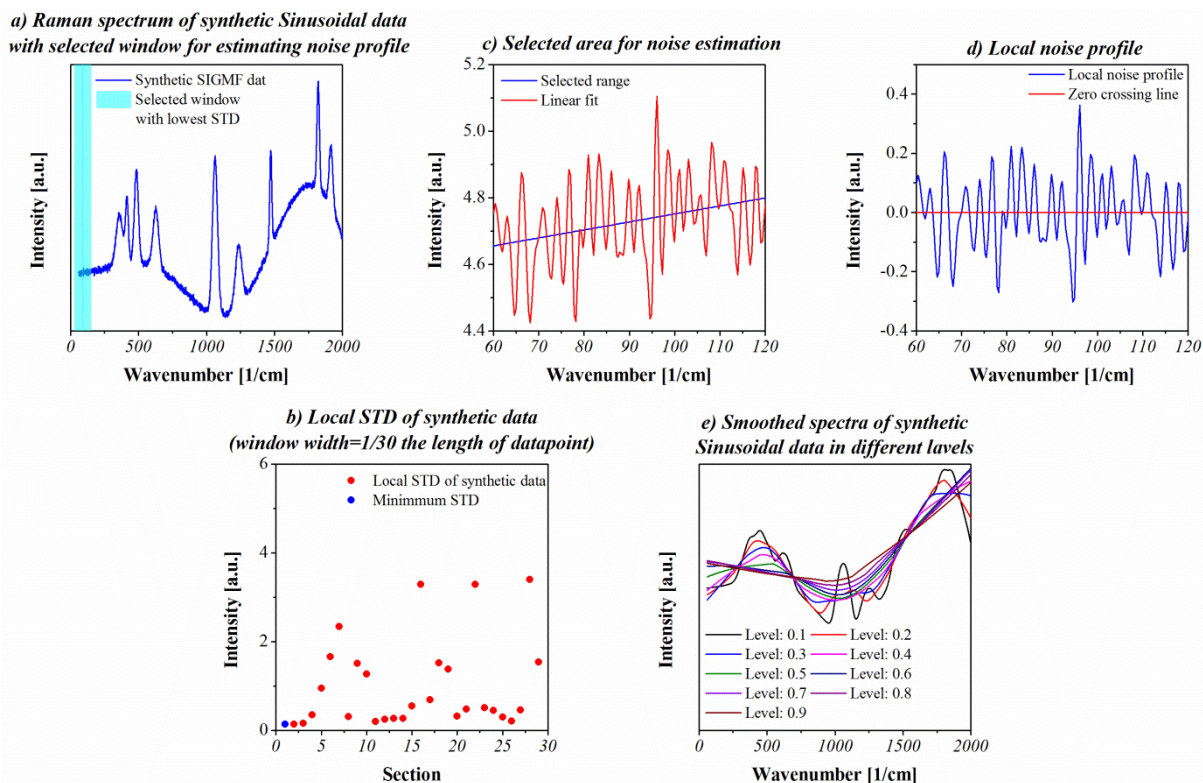 a) Raman spectrum of synthetic Sinusoidal data
with selected window for estimating noise profile
Synthetic SIGMF dat
Selected window
with lowest STD
Intensity [a.u.]
0
500
1000
1500
2000
Wavenumber [1/cm]
c) Selected area for noise estimation
5.2
5.0
4.8
4.6
4.4
Selected range
Linear fit
Intensity [a.u.]
60
70
80
90
100
110
120
Wavenumber [1/cm]
d) Local noise profile
0.4
0.2
0.0
-0.2
-0.4
Local noise profile
Zero crossing line
Intensity [a.u.]
60
70
80
90
100
110
120
Wavenumber [1/cm]
b) Local STD of synthetic data
(window width=1/30 the length of datapoint)
6
4
2
0
Local STD of synthetic data
Minimmum STD
Intensity [a.u.]
0
5
10
15
20
25
30
Section
e) Smoothed spectra of synthetic
Sinusoidal data in different lavels
Intensity [a.u.]
Level: 0.1
Level: 0.2
Level: 0.3
Level: 0.4
Level: 0.5
Level: 0.6
Level: 0.7
Level: 0.8
Level: 0.9
0
500
1000
1500
2000
Wavenumber [1/cm]